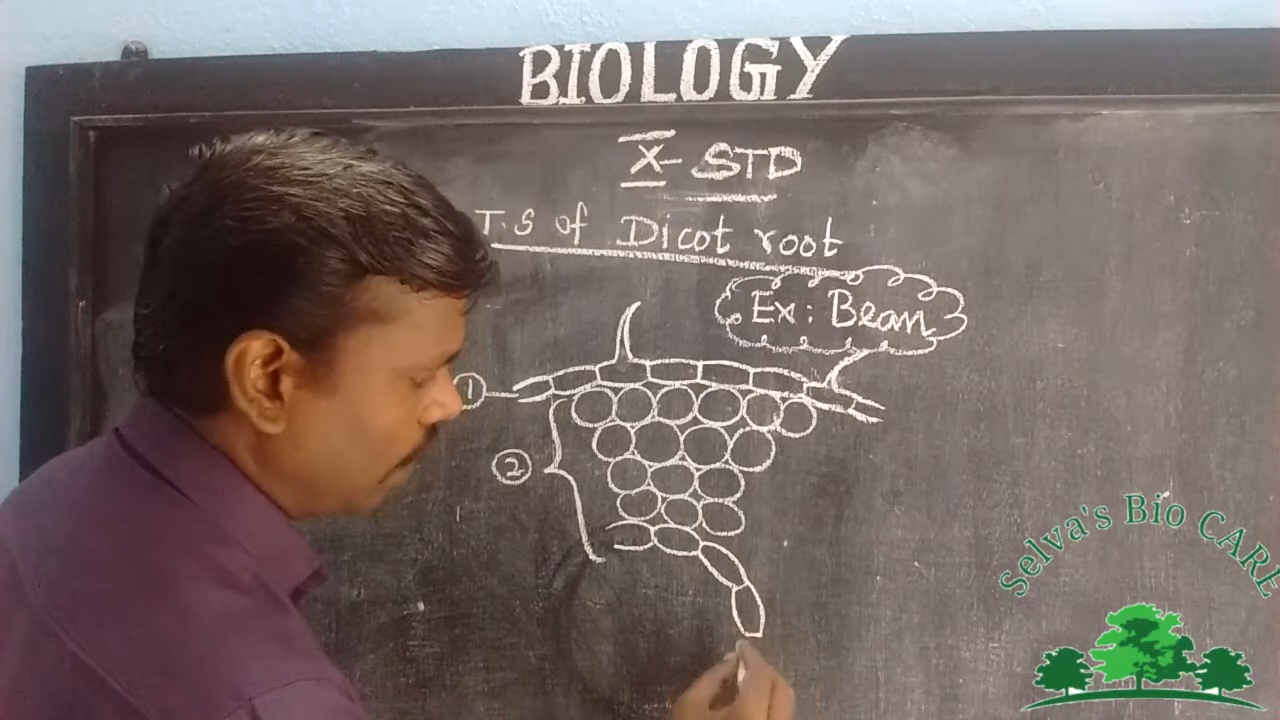 BIOLOGY
X - STD
T.S of Dicot root
Ex: Bean
1
2
Selva's Bio CARE